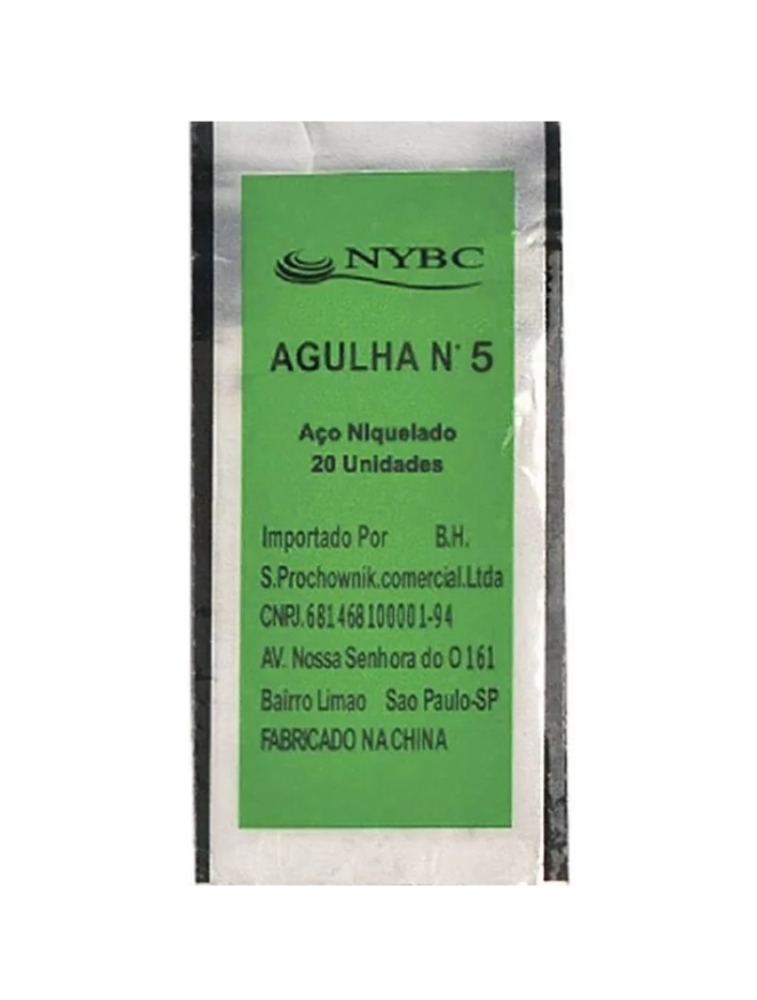 NYBC
AGULHA N° 5
Aço Niquelado
20 Unidades
Importado Por B.H.
S.Prochownik.comercial.Ltda
CNPJ.681468100001-94
AV. Nossa Senhora do O 161
Bairro Limao Sao Paulo-SP
FABRICADO NA CHINA